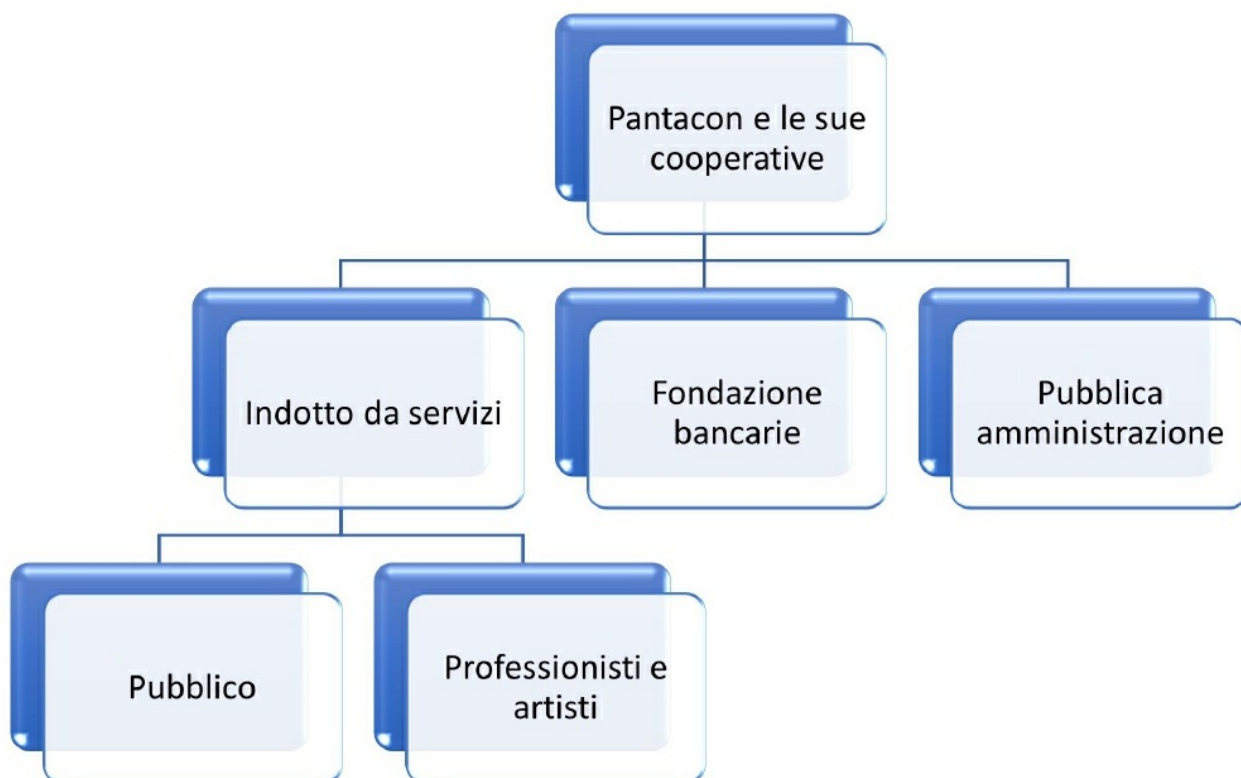 Pantacon e le sue
cooperative
Indotto da servizi
Fondazione
bancarie
Pubblica
amministrazione
Pubblico
Professionisti e
artisti